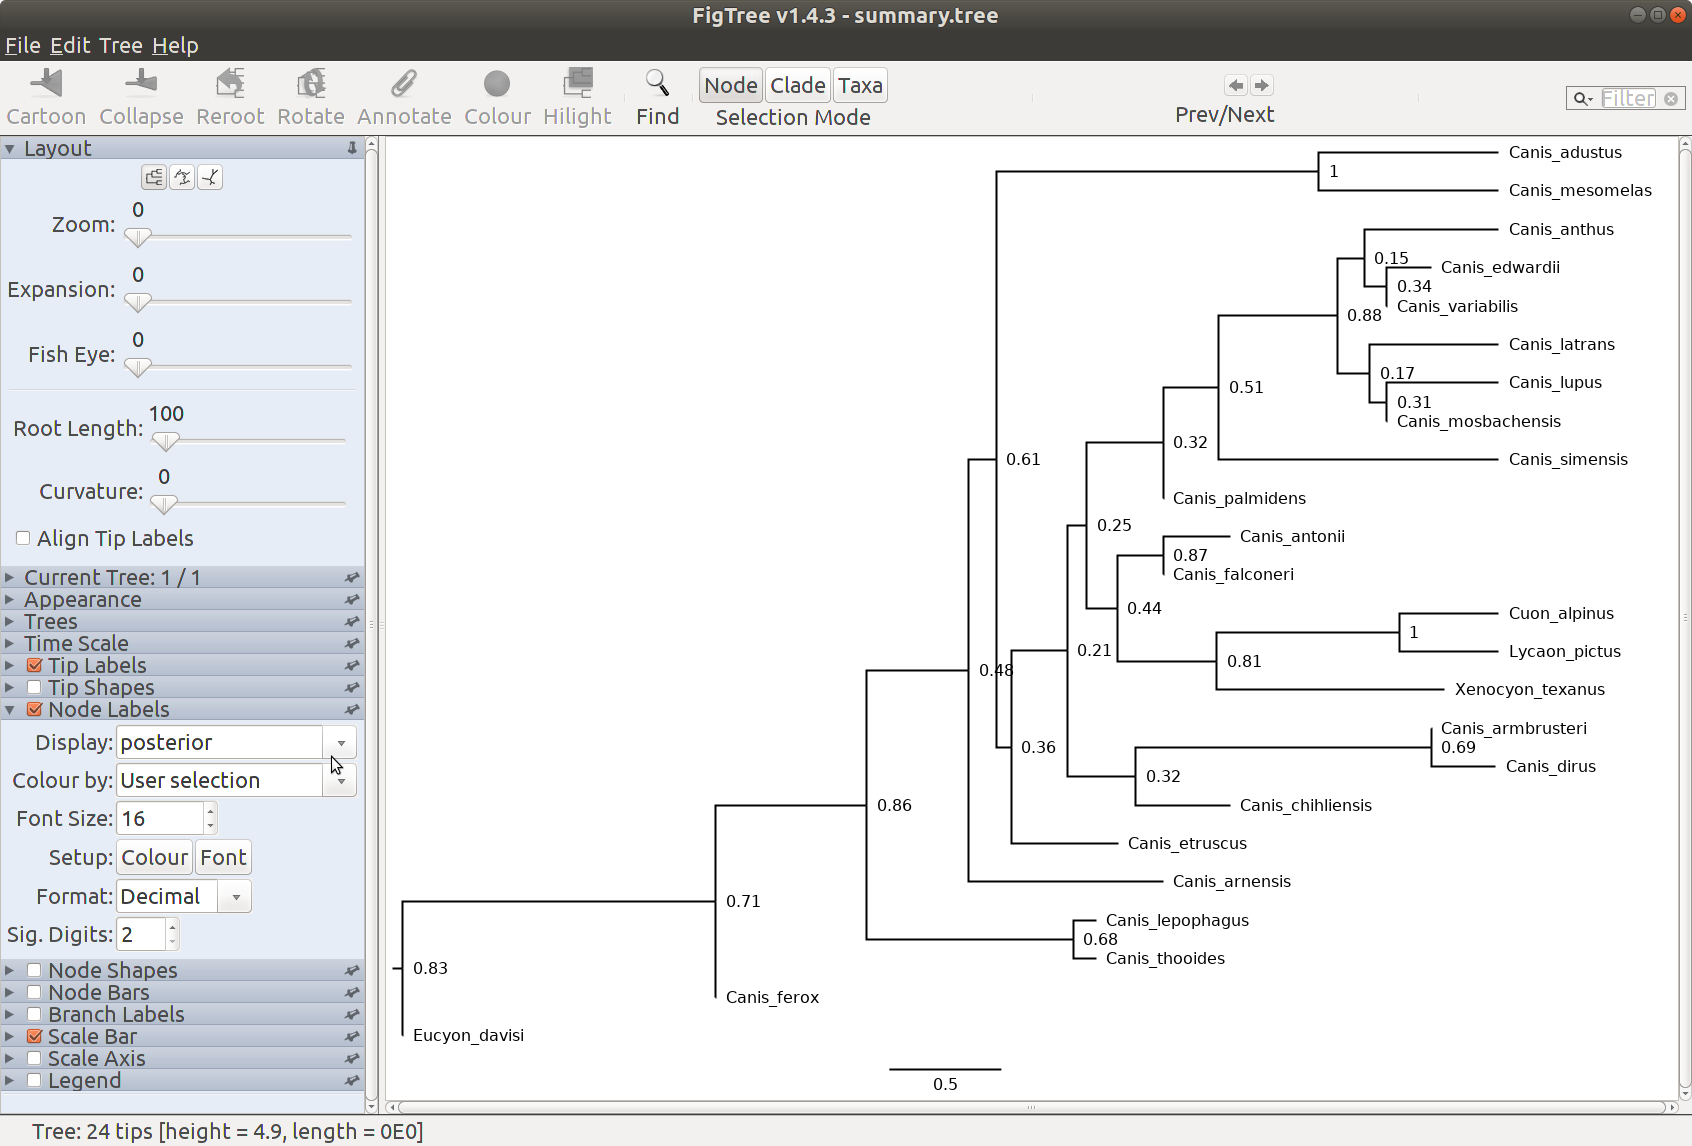 FigTree v1.4.3 - summary.tree
File Edit Tree Help
Cartoon Collapse Reroot Rotate Annotate Colour Hilight Find
Node Clade Taxa
Selection Mode
Prev/Next
Filter
Layout
0
Zoom:
0
Expansion:
0
Fish Eye:
100
Root Length:
0
Curvature:
Align Tip Labels
Current Tree: 1 / 1
Appearance
Trees
Time Scale
Tip Labels
Tip Shapes
Node Labels
Display: posterior
Colour by: User selection
Font Size: 16
Setup: Colour Font
Format: Decimal
Sig. Digits: 2
Node Shapes
Node Bars
Branch Labels
Scale Bar
Scale Axis
Legend
Canis_adustus
1
Canis_mesomelas
Canis_anthus
0.15
Canis_edwardii
0.34
Canis_variabilis
0.88
Canis_latrans
0.17
Canis_lupus
0.51
0.31
Canis_mosbachensis
0.32
Canis_simensis
0.61
Canis_palmidens
0.25
Canis_antonii
0.87
Canis_falconeri
0.44
Cuon_alpinus
1
Lycaon_pictus
0.21
0.81
0.48
Xenocyon_texanus
Canis_armbrusteri
0.36
0.69
Canis_dirus
0.32
Canis_chihliensis
0.86
Canis_etruscus
Canis_arnensis
0.71
Canis_lepophagus
0.68
Canis_thooides
0.83
Canis_ferox
Eucyon_davisi
0.5
Tree: 24 tips [height = 4.9, length = 0E0]